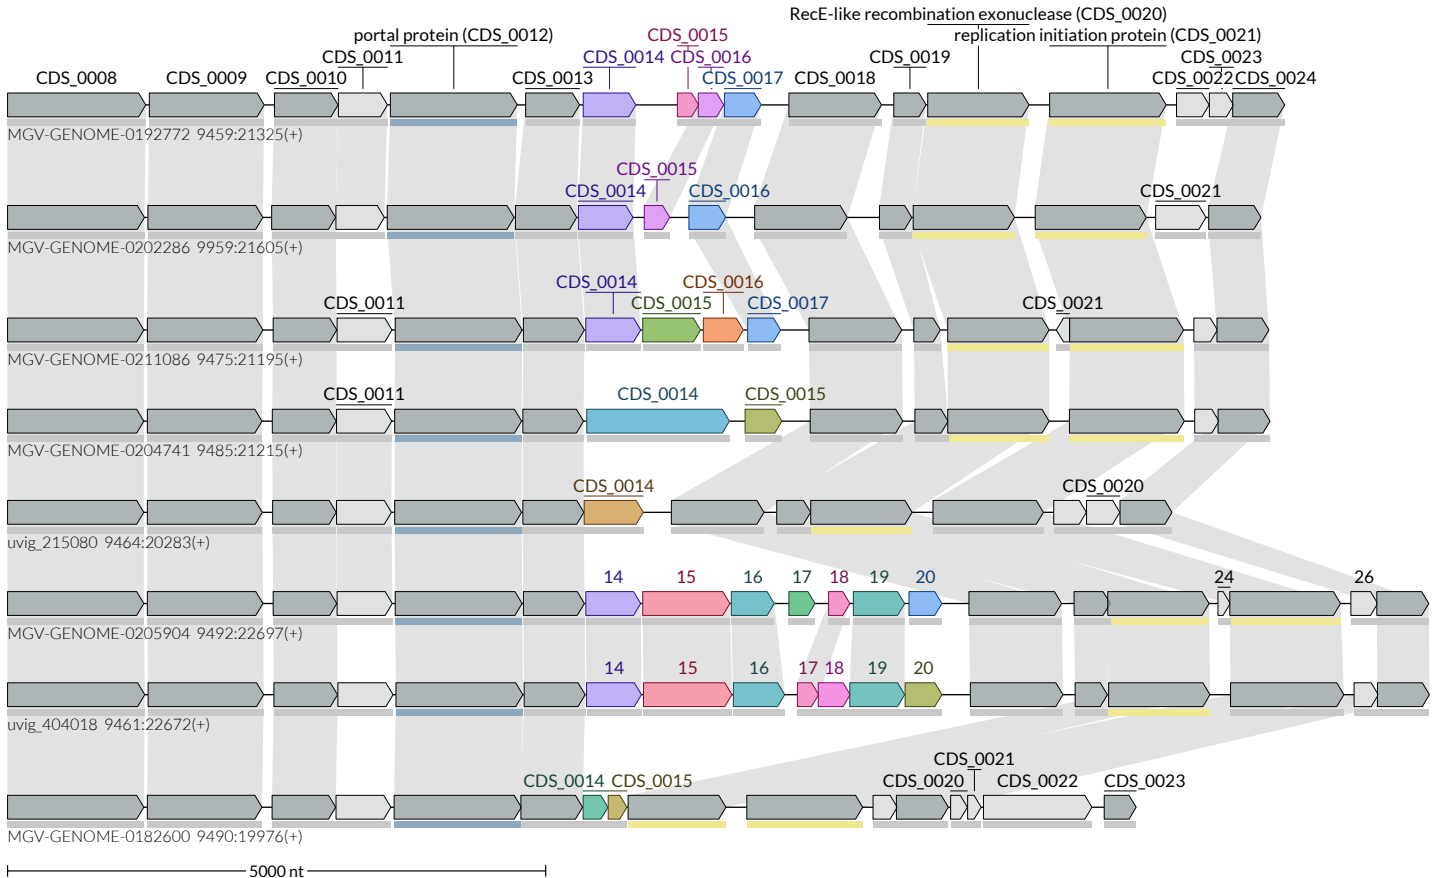 RecE-like recombination exonuclease (CDS_0020)
portal protein (CDS_0012) CDS_0015 replication initiation protein (CDS_0021)
CDS_0011 CDS_0014 CDS_0016 CDS_0019 CDS_0023
CDS_0008 CDS_0009 CDS_0010 CDS_0013 CDS_0017 CDS_0018 CDS_0022 CDS_0024
MGV-GENOME-0192772 9459:21325(+)
CDS_0015
CDS_0014 CDS_0016 CDS_0021
MGV-GENOME-0202286 9959:21605(+)
CDS_0014 CDS_0016
CDS_0011 CDS_0015 CDS_0017 CDS_0021
MGV-GENOME-0211086 9475:21195(+)
CDS_0011 CDS_0014 CDS_0015
MGV-GENOME-0204741 9485:21215(+)
CDS_0014 CDS_0020
uvig_215080 9464:20283(+)
14 15 16 17 18 19 20 24 26
MGV-GENOME-0205904 9492:22697(+)
14 15 16 17 18 19 20
uvig_404018 9461:22672(+)
CDS_0021
CDS_0014 CDS_0015 CDS_0020 CDS_0022 CDS_0023
MGV-GENOME-0182600 9490:19976(+)
5000 nt